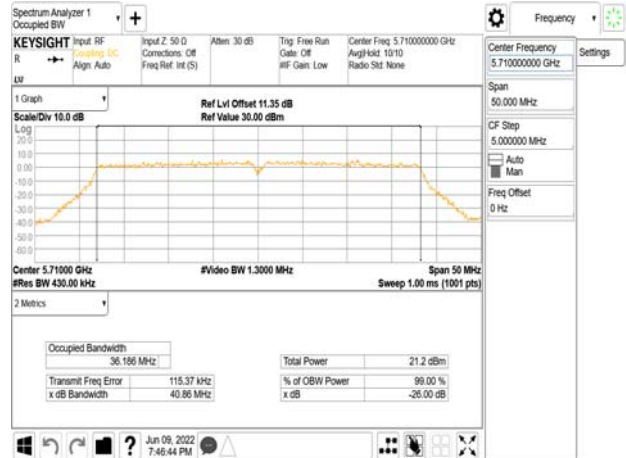 Spectrum Analyzer 1
Occupied BW
KEYSIGHT
R
Input: RF
Coupling: DC
Align: Auto
Input Z: 50 Ω
Corrections: Off
Freq Ref: Int (S)
Atten: 30 dB
Trig: Free Run
Gate: Off
#IF Gain: Low
Center Freq: 5.710000000 GHz
Avg|Hold: 10/10
Radio Std: None
1 Graph
Scale/Div 10.0 dB
Ref Lvl Offset 11.35 dB
Ref Value 30.00 dBm
Log
20.0
10.0
0.00
-10.0
-20.0
-30.0
-40.0
-50.0
-60.0
Center 5.71000 GHz
#Video BW 1.3000 MHz
Span 50 MHz
#Res BW 430.00 kHz
Sweep 1.00 ms (1001 pts)
2 Metrics
Occupied Bandwidth
36.186 MHz
Total Power 21.2 dBm
Transmit Freq Error 115.37 kHz
% of OBW Power 99.00 %
x dB Bandwidth 40.86 MHz
x dB -26.00 dB
?
Jun 09, 2022
7:46:44 PM
Frequency
Settings
Center Frequency
5.710000000 GHz
Span
50.000 MHz
CF Step
5.000000 MHz
Auto
Man
Freq Offset
0 Hz